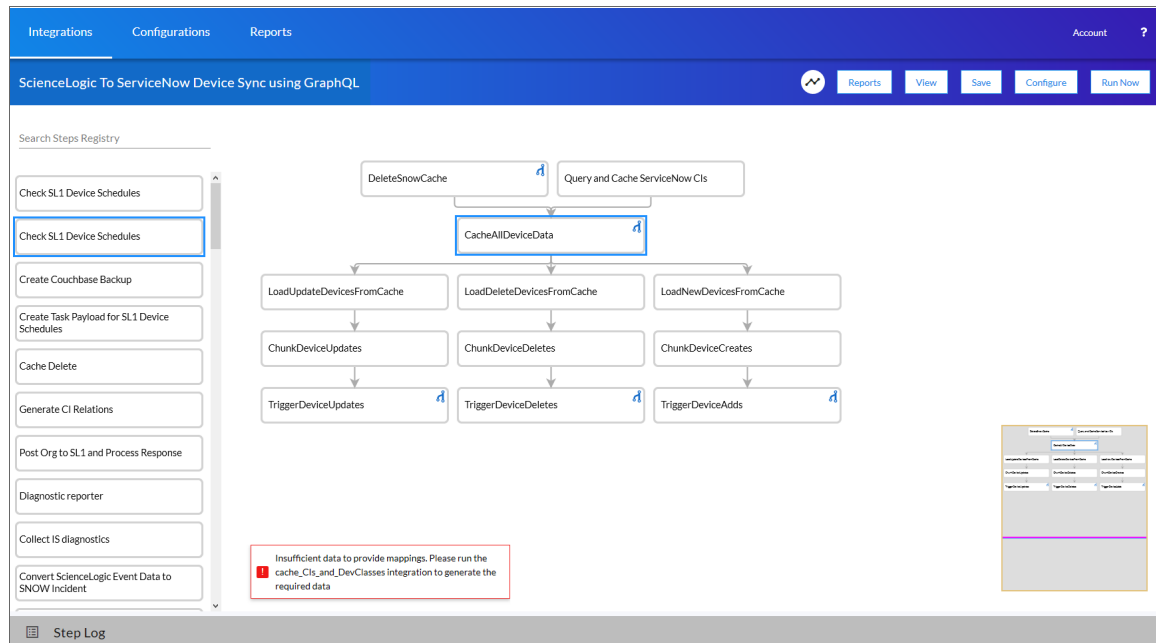 Integrations
Configurations
Reports
Account
?
ScienceLogic To ServiceNow Device Sync using GraphQL
Reports
View
Save
Configure
Run Now
Search Steps Registry
Check SL1 Device Schedules
Check SL1 Device Schedules
Create Couchbase Backup
Create Task Payload for SL1 Device
Schedules
Cache Delete
Generate CI Relations
Post Org to SL1 and Process Response
Diagnostic reporter
Collect IS diagnostics
Convert ScienceLogic Event Data to
SNOW Incident
DeleteSnowCache
Query and Cache ServiceNow CIs
CacheAllDeviceData
LoadUpdateDevicesFromCache
LoadDeleteDevicesFromCache
LoadNewDevicesFromCache
ChunkDeviceUpdates
ChunkDeviceDeletes
ChunkDeviceCreates
TriggerDeviceUpdates
TriggerDeviceDeletes
TriggerDeviceAdds
Insufficient data to provide mappings. Please run the
cache_CIs_and_DevClasses integration to generate the
required data
Step Log